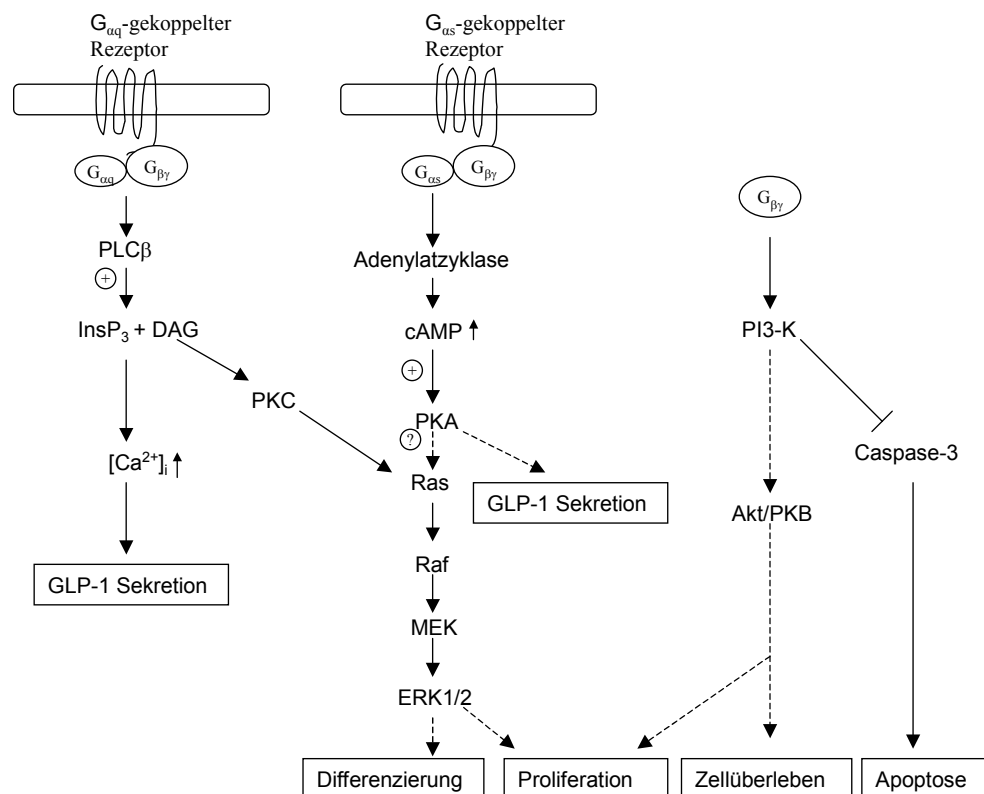 Gαq-gekoppelter
Rezeptor
Gαs-gekoppelter
Rezeptor
Gαq
Gβγ
Gαs
Gβγ
Gβγ
PLCβ
+
InsP3 + DAG
PKC
[Ca2+]i
GLP-1 Sekretion
Adenylatzyklase
cAMP
+
PKA
?
Ras
GLP-1 Sekretion
Raf
MEK
ERK1/2
PI3-K
Caspase-3
Akt/PKB
Differenzierung
Proliferation
Zellüberleben
Apoptose